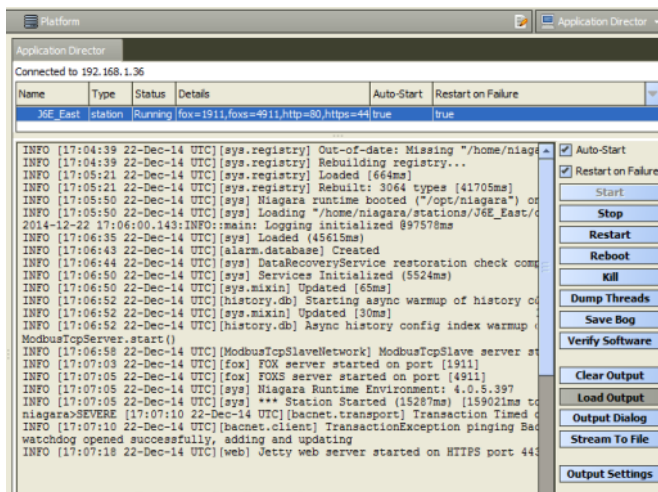 Platform
Application Director
Application Director
Connected to 192.168.1.36
Name Type Status Details Auto-Start Restart on Failure
J6E_East station Running fox=1911,foxs=4911,http=80,https=44 true true
INFO [17:04:39 22-Dec-14 UTC][sys.registry] Out-of-date: Missing "/home/niaga
INFO [17:04:39 22-Dec-14 UTC][sys.registry] Rebuilding registry...
INFO [17:05:21 22-Dec-14 UTC][sys.registry] Loaded [664ms]
INFO [17:05:21 22-Dec-14 UTC][sys.registry] Rebuilt: 3064 types [41705ms]
INFO [17:05:50 22-Dec-14 UTC][sys] Niagara runtime booted ("/opt/niagara") on
INFO [17:05:50 22-Dec-14 UTC][sys] Loading "/home/niagara/stations/J6E_East/c
2014-12-22 17:06:00.143:INFO::main: Logging initialized @97578ms
INFO [17:06:35 22-Dec-14 UTC][sys] Loaded (45615ms)
INFO [17:06:43 22-Dec-14 UTC][alarm.database] Created
INFO [17:06:44 22-Dec-14 UTC][sys] DataRecoveryService restoration check comp
INFO [17:06:50 22-Dec-14 UTC][sys] Services Initialized (5524ms)
INFO [17:06:50 22-Dec-14 UTC][sys.mixin] Updated [65ms]
INFO [17:06:52 22-Dec-14 UTC][history.db] Starting async warmup of history co
INFO [17:06:52 22-Dec-14 UTC][sys.mixin] Updated [30ms]
INFO [17:06:52 22-Dec-14 UTC][history.db] Async history config index warmup
ModbusTcpServer.start()
INFO [17:06:58 22-Dec-14 UTC][ModbusTcpSlaveNetwork] ModbusTcpSlave server st
INFO [17:07:03 22-Dec-14 UTC][fox] FOX server started on port [1911]
INFO [17:07:05 22-Dec-14 UTC][fox] FOXS server started on port [4911]
INFO [17:07:05 22-Dec-14 UTC][sys] Niagara Runtime Environment: 4.0.5.397
INFO [17:07:05 22-Dec-14 UTC][sys] *** Station Started (15287ms) [159021ms to
niagara>SEVERE [17:07:10 22-Dec-14 UTC][bacnet.transport] Transaction Timed o
INFO [17:07:10 22-Dec-14 UTC][bacnet.client] TransactionException pinging Bac
watchdog opened successfully, adding and updating
INFO [17:07:18 22-Dec-14 UTC][web] Jetty web server started on HTTPS port 443
Auto-Start
Restart on Failure
Start
Stop
Restart
Reboot
Kill
Dump Threads
Save Bog
Verify Software
Clear Output
Load Output
Output Dialog
Stream To File
Output Settings